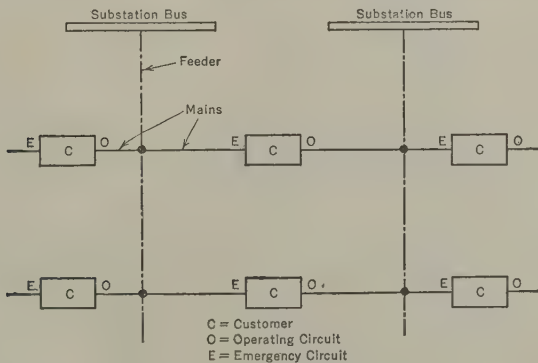 Substation Bus
Substation Bus
Feeder
Mains
E C O E C O E C O
E C O E C O E C O
C = Customer
O = Operating Circuit
E = Emergency Circuit